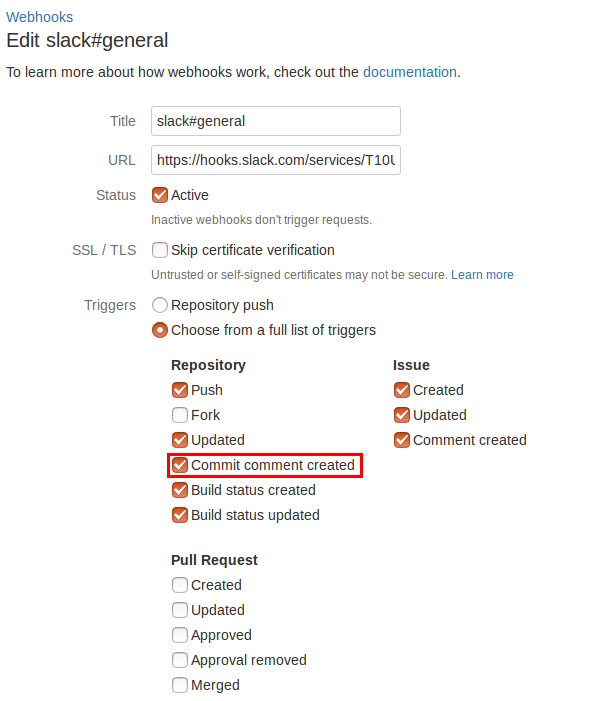 Webhooks
Edit slack#general
To learn more about how webhooks work, check out the documentation.
Title slack#general
URL https://hooks.slack.com/services/T10U
Status Active
Inactive webhooks don't trigger requests.
SSL / TLS Skip certificate verification
Untrusted or self-signed certificates may not be secure. Learn more
Triggers Repository push
Choose from a full list of triggers
Repository Issue
Push Created
Fork Updated
Updated Comment created
Commit comment created
Build status created
Build status updated
Pull Request
Created
Updated
Approved
Approval removed
Merged